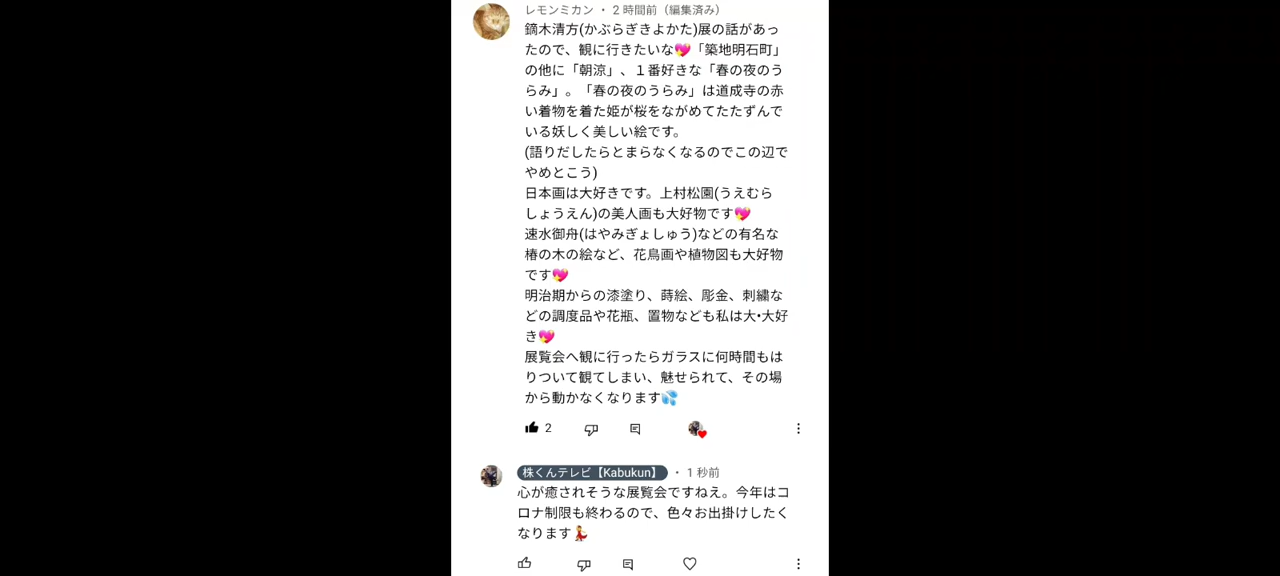 レモンミカン ・ 2 時間前（編集済み）
鏑木清方(かぶらぎきよかた)展の話があっ
たので、観に行きたいな💖「築地明石町」
の他に「朝涼」、１番好きな「春の夜のう
らみ」。「春の夜のうらみ」は道成寺の赤
い着物を着た姫が桜をながめてたたずんで
いる妖しく美しい絵です。
(語りだしたらとまらなくなるのでこの辺で
やめとこう)
日本画は大好きです。上村松園(うえむら
しょうえん)の美人画も大好物です💖
速水御舟(はやみぎょしゅう)などの有名な
椿の木の絵など、花鳥画や植物図も大好物
です💖
明治期からの漆塗り、蒔絵、彫金、刺繍な
どの調度品や花瓶、置物なども私は大•大好
き💖
展覧会へ観に行ったらガラスに何時間もは
りついて観てしまい、魅せられて、その場
から動かなくなります💦
2
株くんテレビ【Kabukun】 ・ 1 秒前
心が癒されそうな展覧会ですねえ。今年はコ
ロナ制限も終わるので、色々お出掛けしたく
なります💃